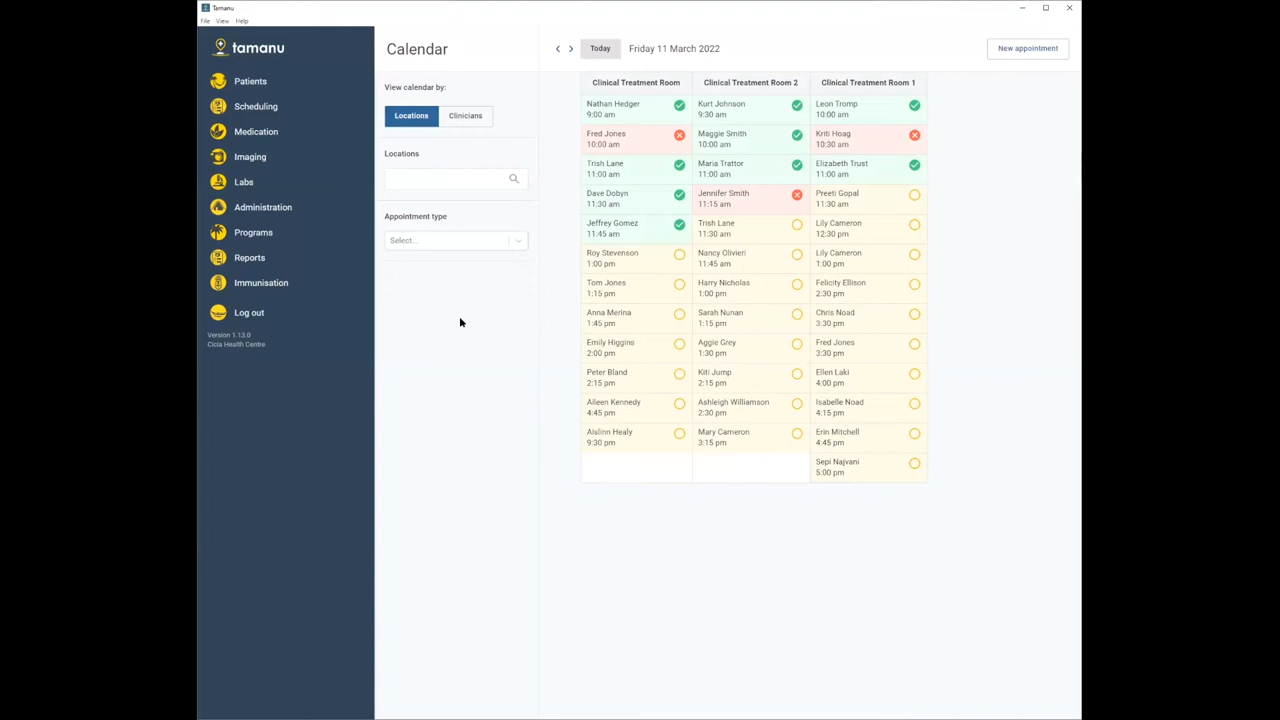 Tamanu
File View Help
tamanu
Patients
Scheduling
Medication
Imaging
Labs
Administration
Programs
Reports
Immunisation
Log out
Version 1.13.0
Cicia Health Centre
Calendar
View calendar by:
Locations Clinicians
Locations
Appointment type
Select...
Today Friday 11 March 2022 New appointment
Clinical Treatment Room
Nathan Hedger
9:00 am
Fred Jones
10:00 am
Trish Lane
11:00 am
Dave Dobyn
11:30 am
Jeffrey Gomez
11:45 am
Roy Stevenson
1:00 pm
Tom Jones
1:15 pm
Anna Merina
1:45 pm
Emily Higgins
2:00 pm
Peter Bland
2:15 pm
Aileen Kennedy
4:45 pm
Aislinn Healy
9:30 pm
Clinical Treatment Room 2
Kurt Johnson
9:30 am
Maggie Smith
10:00 am
Maria Trattor
11:00 am
Jennifer Smith
11:15 am
Trish Lane
11:30 am
Nancy Olivieri
11:45 am
Harry Nicholas
1:00 pm
Sarah Nunan
1:15 pm
Aggie Grey
1:30 pm
Kiti Jump
2:15 pm
Ashleigh Williamson
2:30 pm
Mary Cameron
3:15 pm
Clinical Treatment Room 1
Leon Tromp
10:00 am
Kriti Hoag
10:30 am
Elizabeth Trust
11:00 am
Preeti Gopal
11:30 am
Lily Cameron
12:30 pm
Lily Cameron
1:00 pm
Felicity Ellison
2:30 pm
Chris Noad
3:30 pm
Fred Jones
3:30 pm
Ellen Laki
4:00 pm
Isabelle Noad
4:15 pm
Erin Mitchell
4:45 pm
Sepi Najvani
5:00 pm